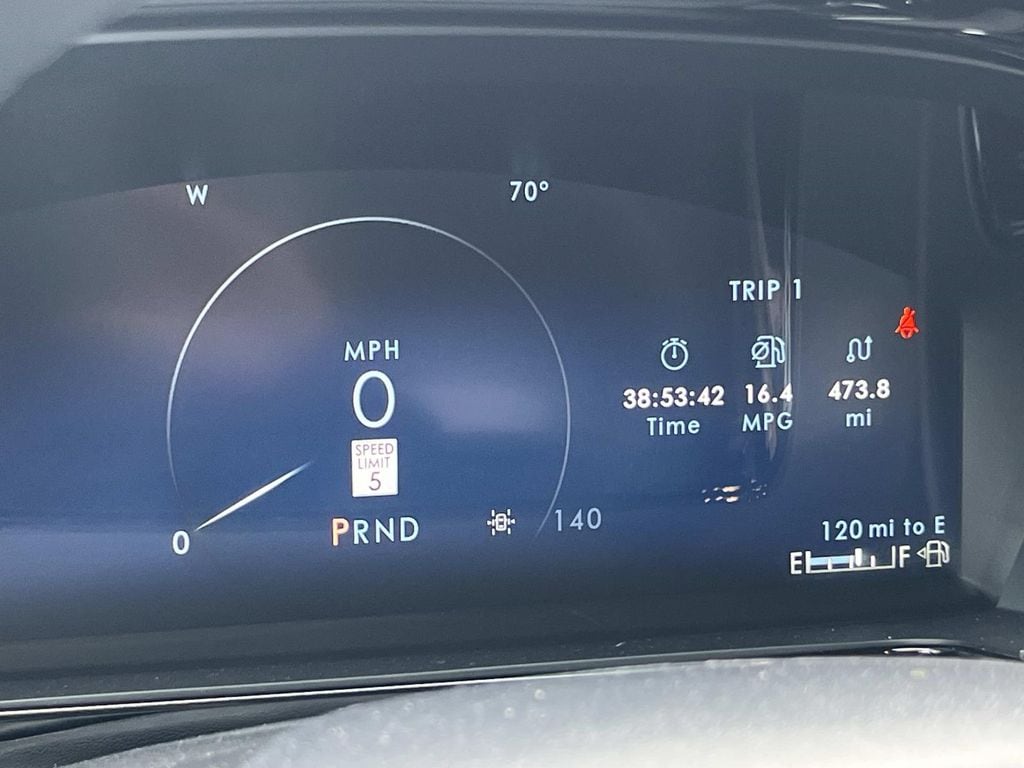 W
70°
TRIP 1
MPH
0
38:53:42 16.4 473.8
Time MPG mi
SPEED
LIMIT
5
PRND
0
140
120 mi to E
E F